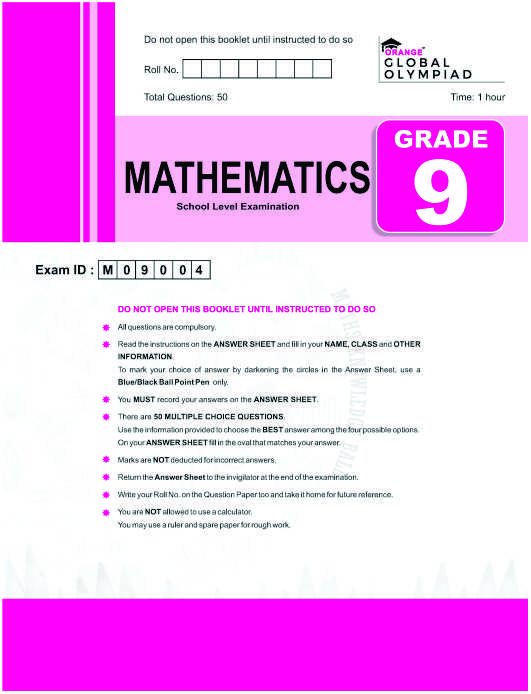 Do not open this booklet until instructed to do so
Roll No.
ORANGE
GLOBAL
OLYMPIAD
Total Questions: 50
Time: 1 hour
GRADE
9
MATHEMATICS
School Level Examination
Exam ID : M 0 9 0 0 4
DO NOT OPEN THIS BOOKLET UNTIL INSTRUCTED TO DO SO
All questions are compulsory.
Read the instructions on the ANSWER SHEET and fill in your NAME, CLASS and OTHER
INFORMATION.
To mark your choice of answer by darkening the circles in the Answer Sheet, use a
Blue/Black Ball Point Pen only.
You MUST record your answers on the ANSWER SHEET.
There are 50 MULTIPLE CHOICE QUESTIONS.
Use the information provided to choose the BEST answer among the four possible options.
On your ANSWER SHEET fill in the oval that matches your answer.
Marks are NOT deducted for incorrect answers.
Return the Answer Sheet to the invigilator at the end of the examination.
Write your Roll No. on the Question Paper too and take it home for future reference.
You are NOT allowed to use a calculator.
You may use a ruler and spare paper for rough work.